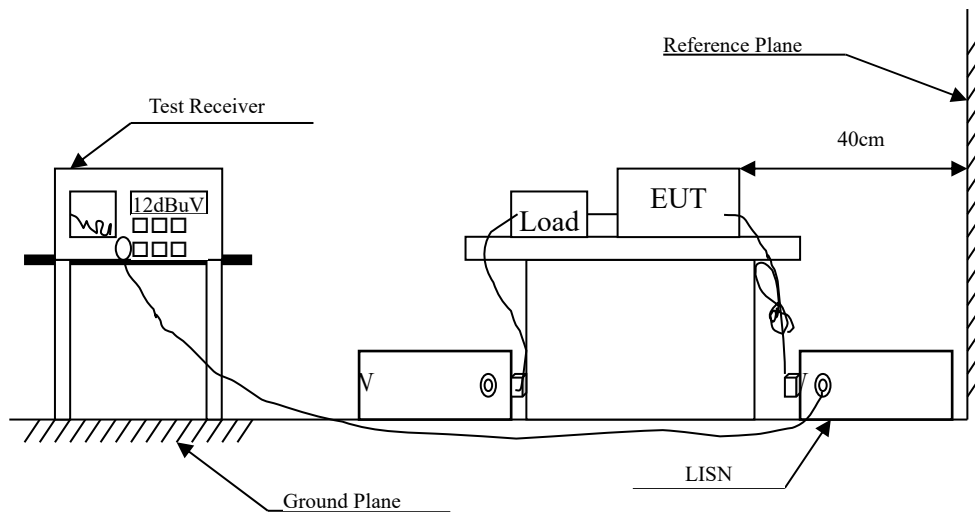 Reference Plane
Test Receiver
40cm
12dBuV
Load
EUT
V
LISN
Ground Plane